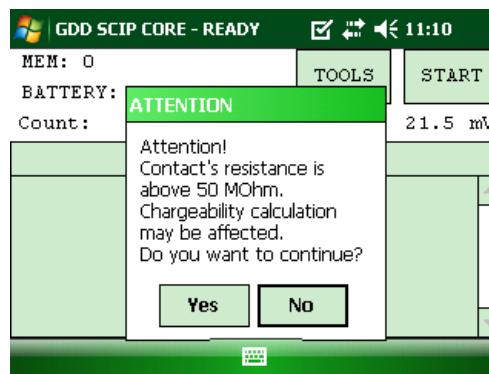 GDD SCIP CORE - READY 11:10
MEM: 0
TOOLS START
BATTERY:
Count: 21.5 mV
ATTENTION
Attention!
Contact's resistance is
above 50 MOhm.
Chargeability calculation
may be affected.
Do you want to continue?
Yes No